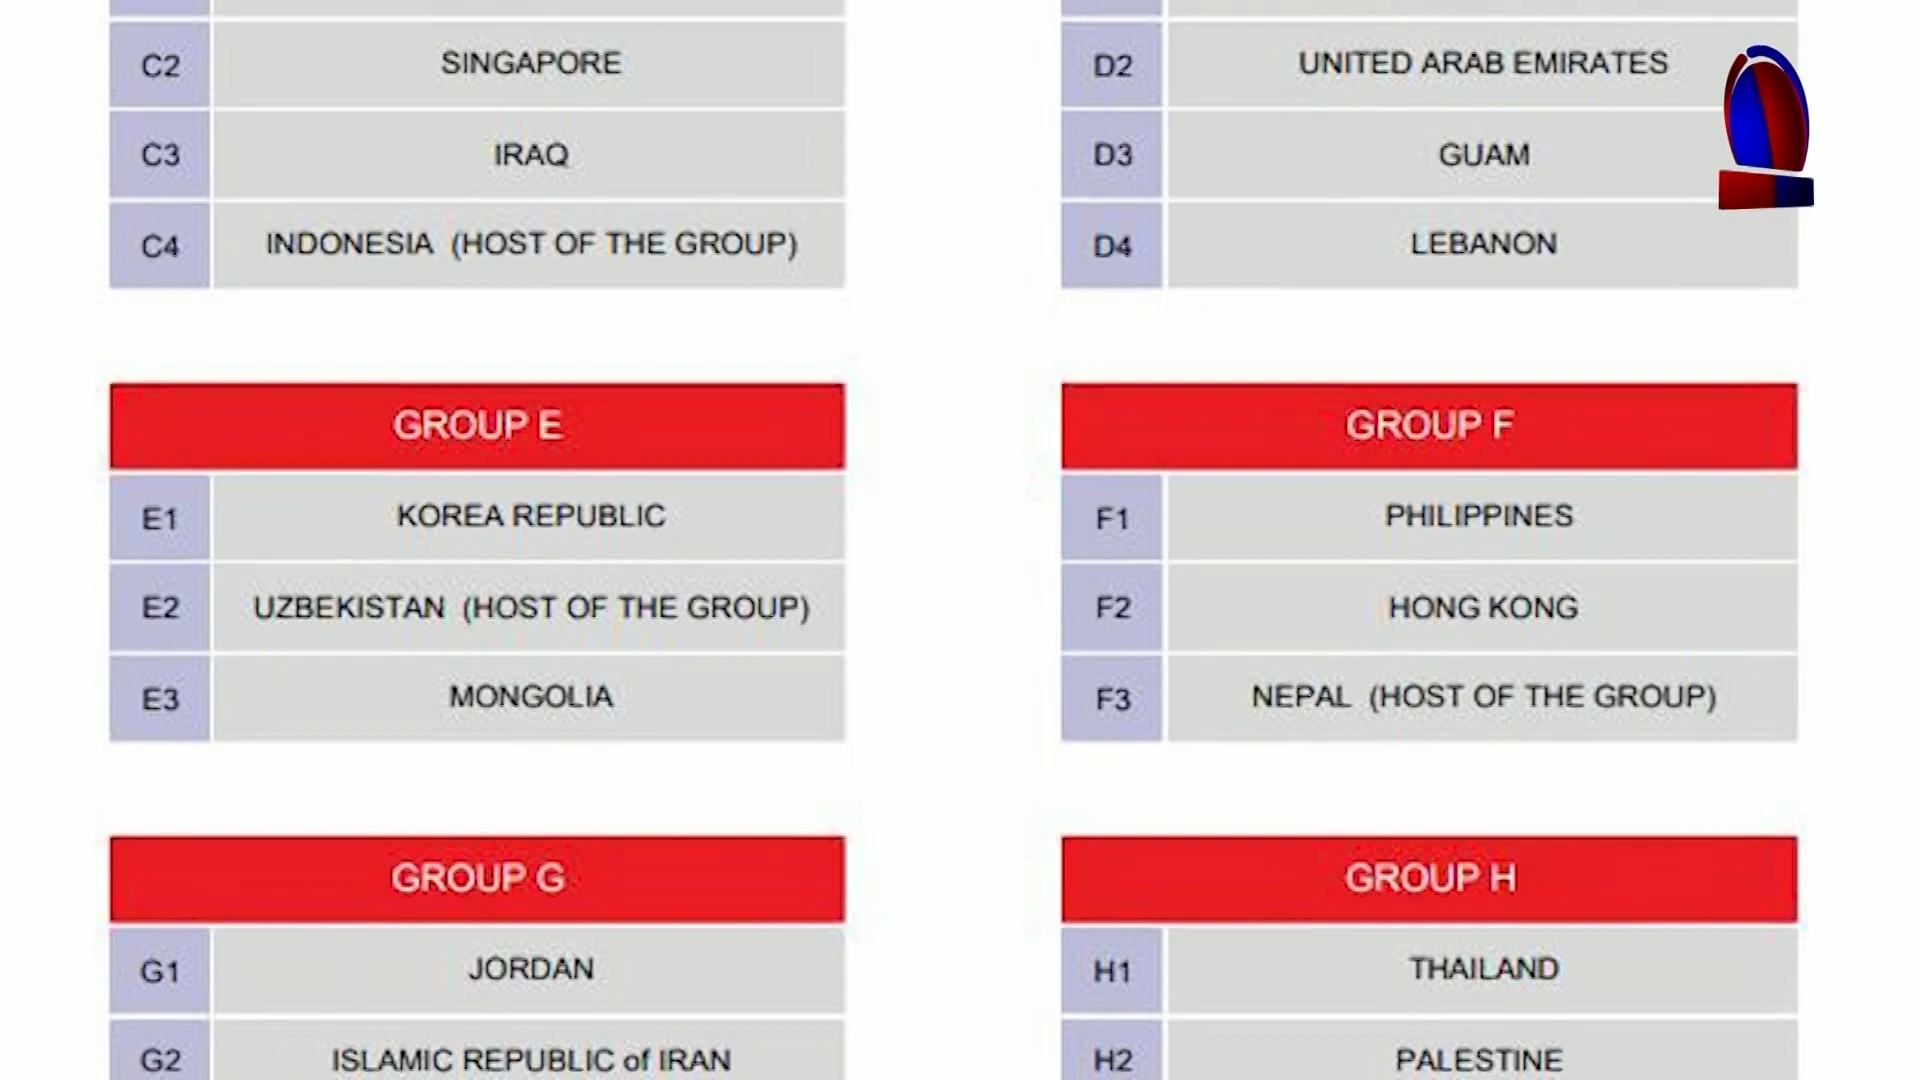 C2 SINGAPORE
C3 IRAQ
C4 INDONESIA (HOST OF THE GROUP)
D2 UNITED ARAB EMIRATES
D3 GUAM
D4 LEBANON
GROUP E
E1 KOREA REPUBLIC
E2 UZBEKISTAN (HOST OF THE GROUP)
E3 MONGOLIA
GROUP F
F1 PHILIPPINES
F2 HONG KONG
F3 NEPAL (HOST OF THE GROUP)
GROUP G
G1 JORDAN
G2 ISLAMIC REPUBLIC of IRAN
GROUP H
H1 THAILAND
H2 PALESTINE